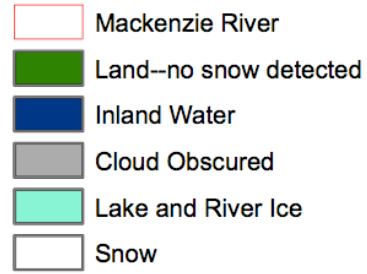 Mackenzie River
Land--no snow detected
Inland Water
Cloud Obscured
Lake and River Ice
Snow